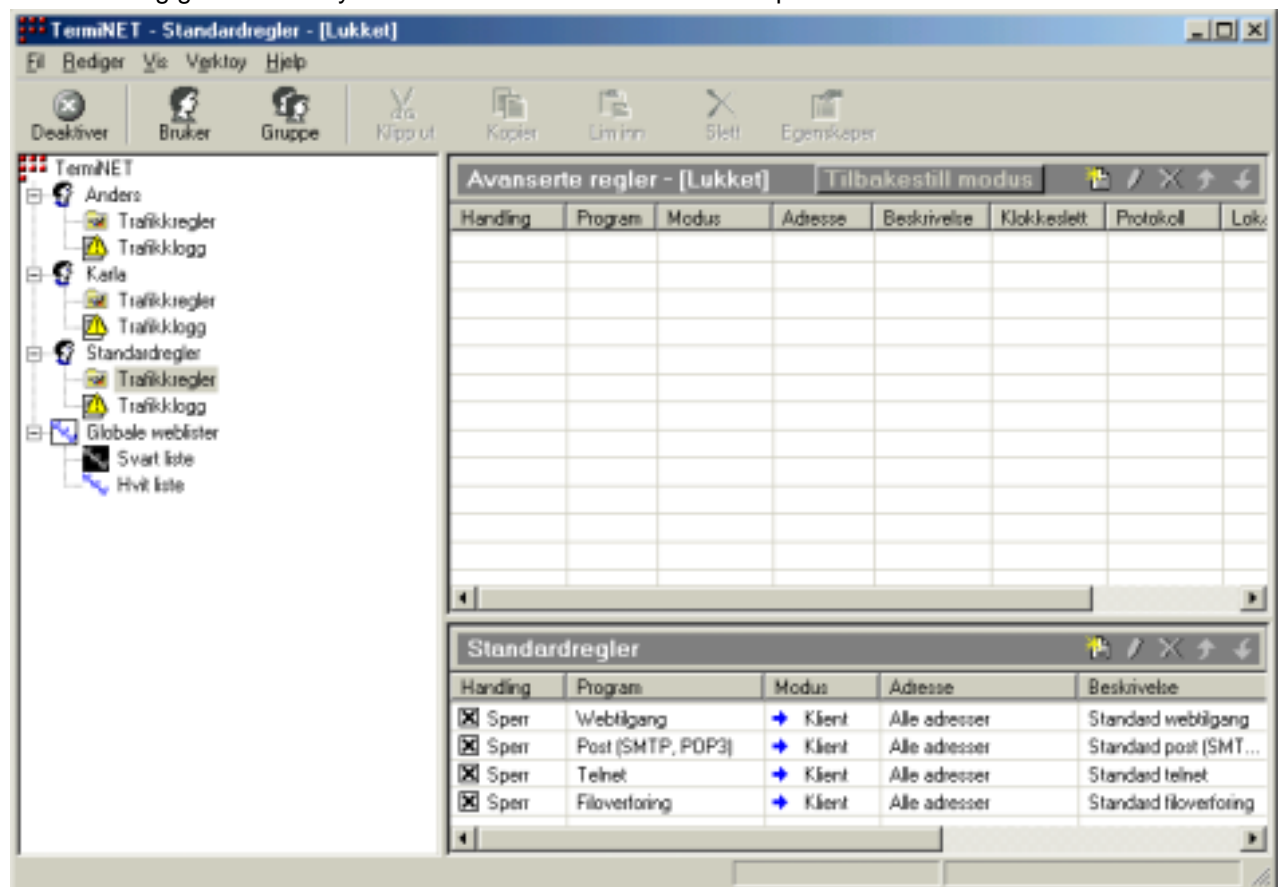 TermiNET - Standardregler - [Lukket]
Fil Rediger Vis Verktoy Hjelp
Deaktiver Bruker Gruppe Klipp ut Kopier Lim inn Slett Egenskaper
TermiNET
Anders
Trafikkregler
Trafikklogg
Karla
Trafikkregler
Trafikklogg
Standardregler
Trafikkregler
Trafikklogg
Globale weblister
Svart liste
Hvit liste
Avanserte regler - [Lukket] Tilbakestill modus
Handling Program Modus Adresse Beskrivelse Klokkeslett Protokoll Loka
Standardregler
Handling Program Modus Adresse Beskrivelse
Sperr Webtilgang Klient Alle adresser Standard webtilgang
Sperr Post (SMTP, POP3) Klient Alle adresser Standard post (SMT...
Sperr Telnet Klient Alle adresser Standard telnet
Sperr Filoverforing Klient Alle adresser Standard filoverforing